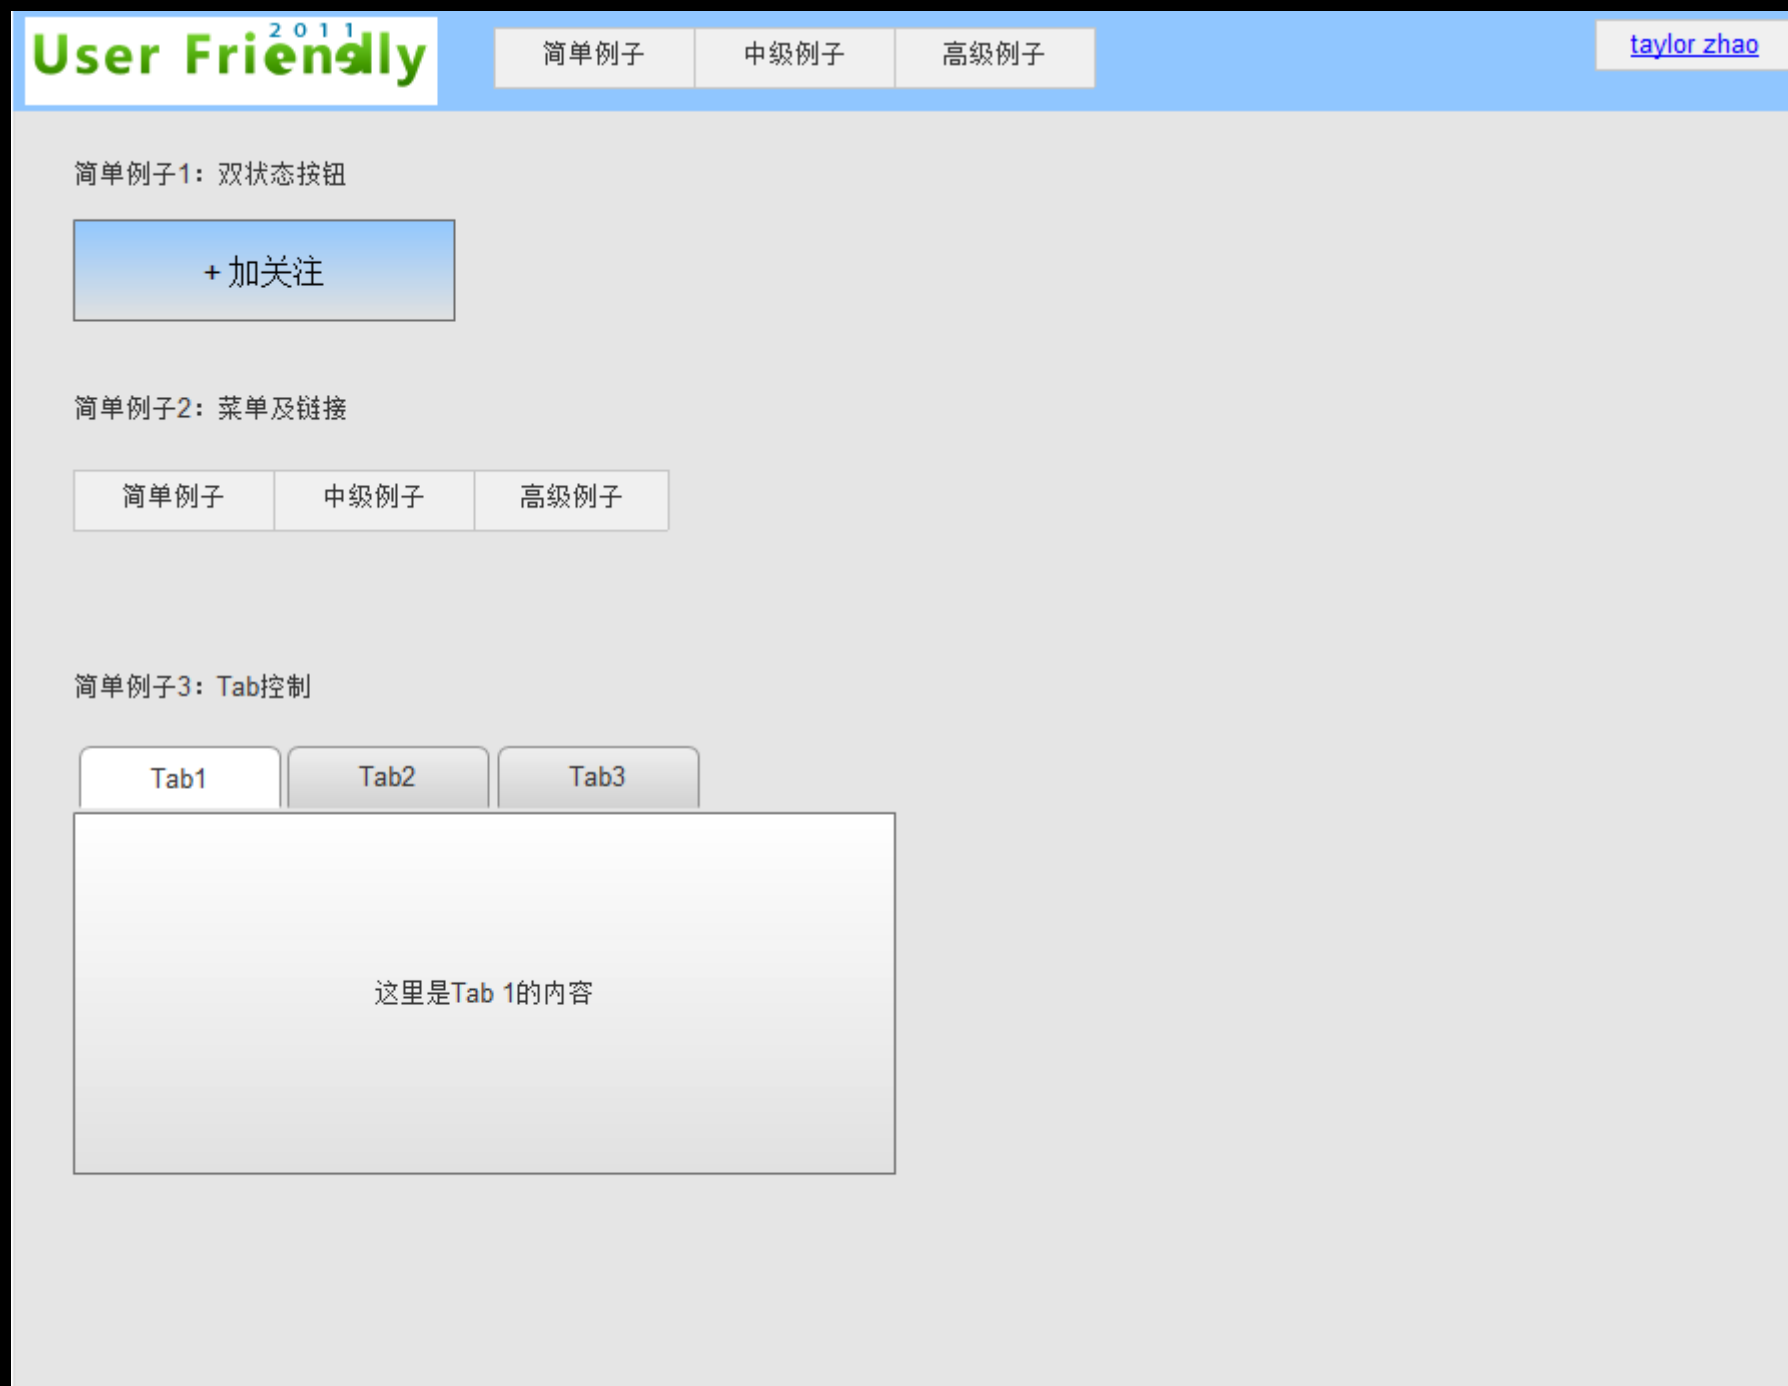 2011
User Friendly
简单例子 中级例子 高级例子
taylor zhao
简单例子1：双状态按钮
+ 加关注
简单例子2：菜单及链接
简单例子 中级例子 高级例子
简单例子3：Tab控制
Tab1 Tab2 Tab3
这里是Tab 1的内容